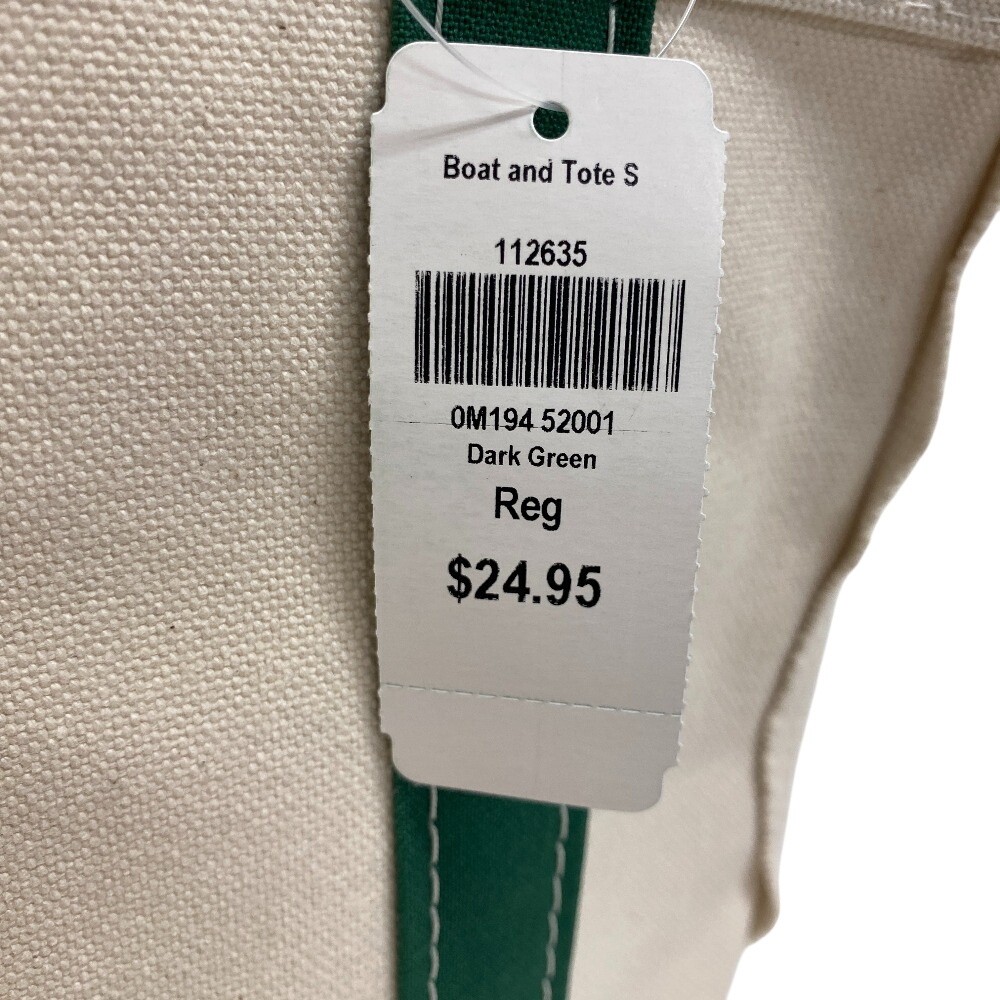 Boat and Tote S
112635
0M194 52001
Dark Green
Reg
$24.95